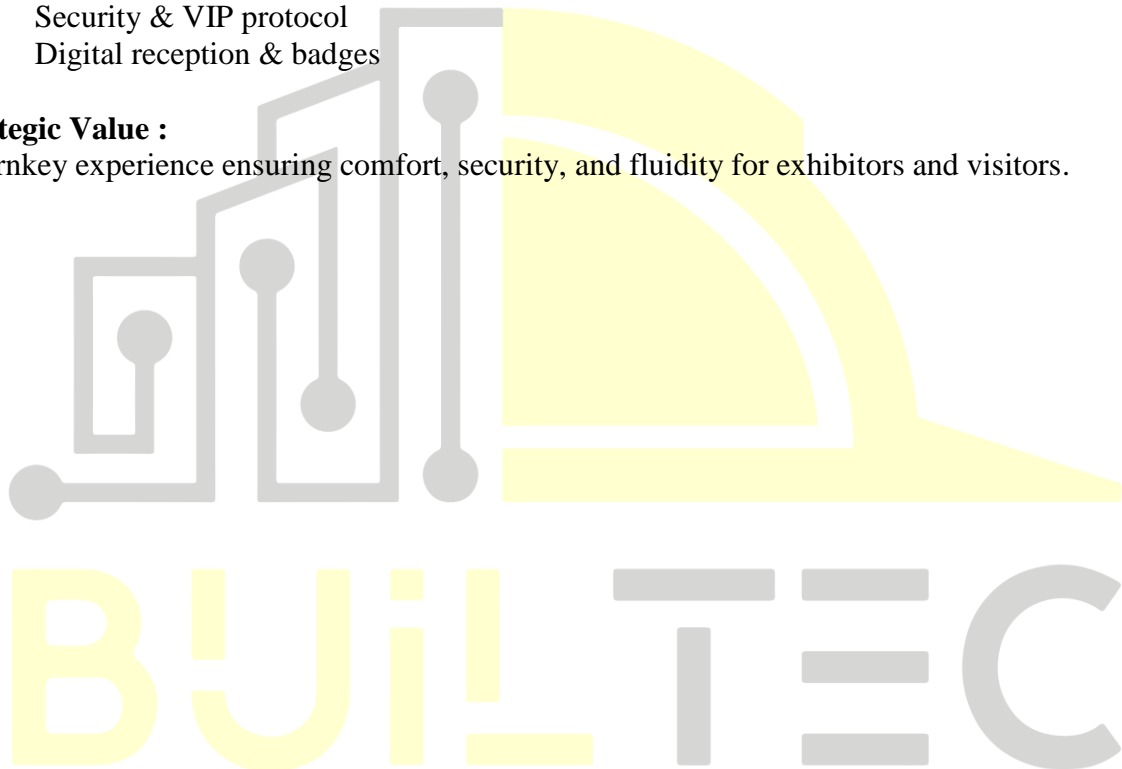 Security & VIP protocol
Digital reception & badges
tegic Value :
rnkey experience ensuring comfort, security, and fluidity for exhibitors and visitors.
BUiLTEC